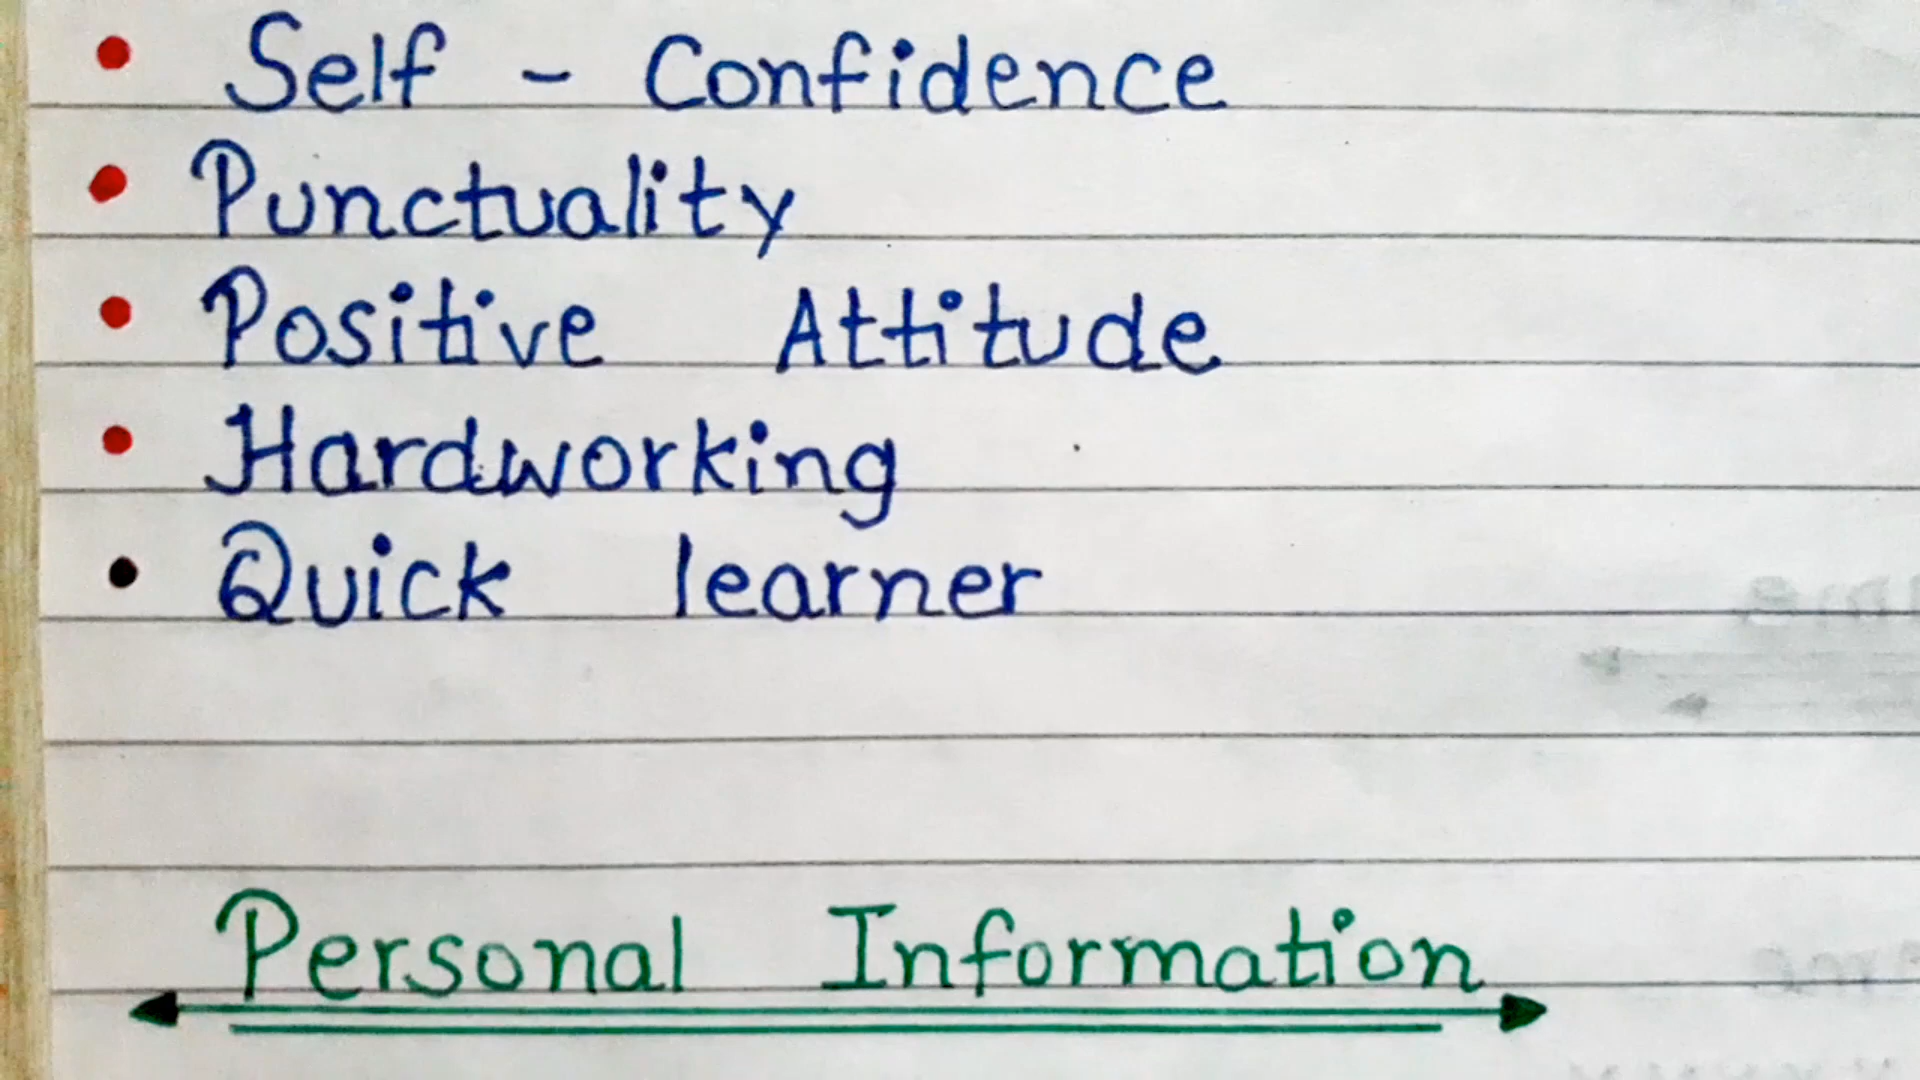 • Self - Confidence
• Punctuality
• Positive Attitude
• Hardworking
• Quick learner
Personal Information